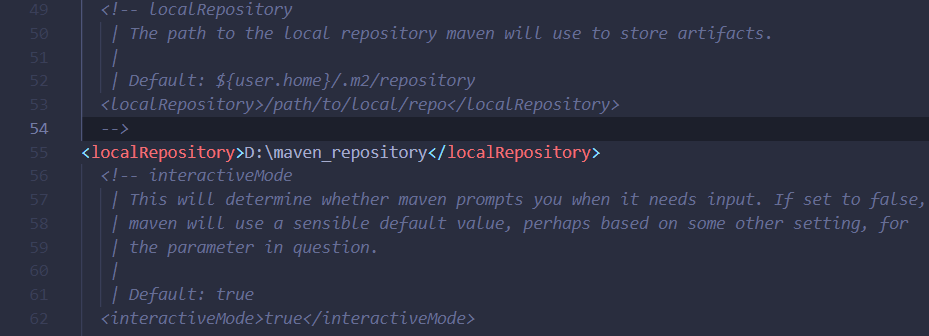 49 <!-- localRepository
50 | The path to the local repository maven will use to store artifacts.
51 |
52 | Default: ${user.home}/.m2/repository
53 <localRepository>/path/to/local/repo</localRepository>
54 -->
55 <localRepository>D:\maven_repository</localRepository>
56 <!-- interactiveMode
57 | This will determine whether maven prompts you when it needs input. If set to false,
58 | maven will use a sensible default value, perhaps based on some other setting, for
59 | the parameter in question.
60 |
61 | Default: true
62 <interactiveMode>true</interactiveMode>